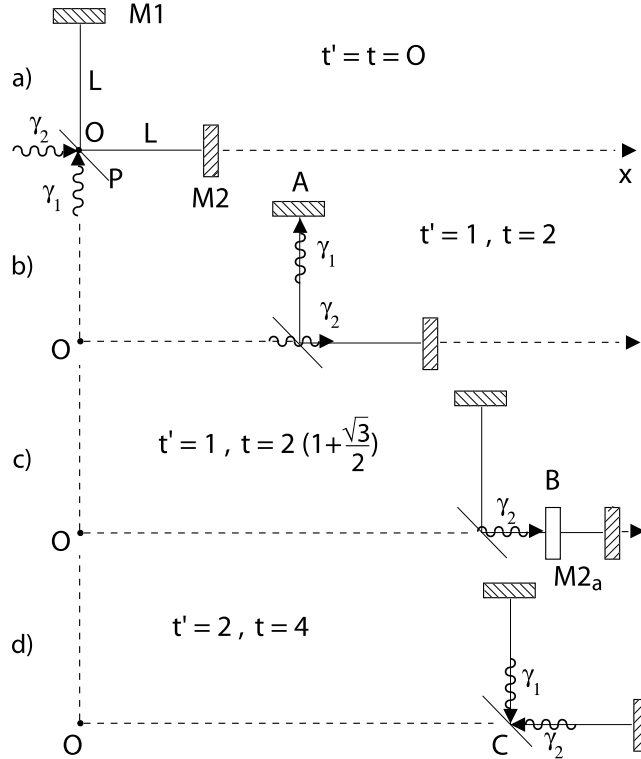 M1
t' = t = O
a)
L
γ2
O
L
P
M2
x
γ1
A
t' = 1 , t = 2
b)
γ1
γ2
O
t' = 1 , t = 2 (1+√3/2)
c)
B
γ2
O
M2a
t' = 2 , t = 4
d)
γ1
O
C
γ2